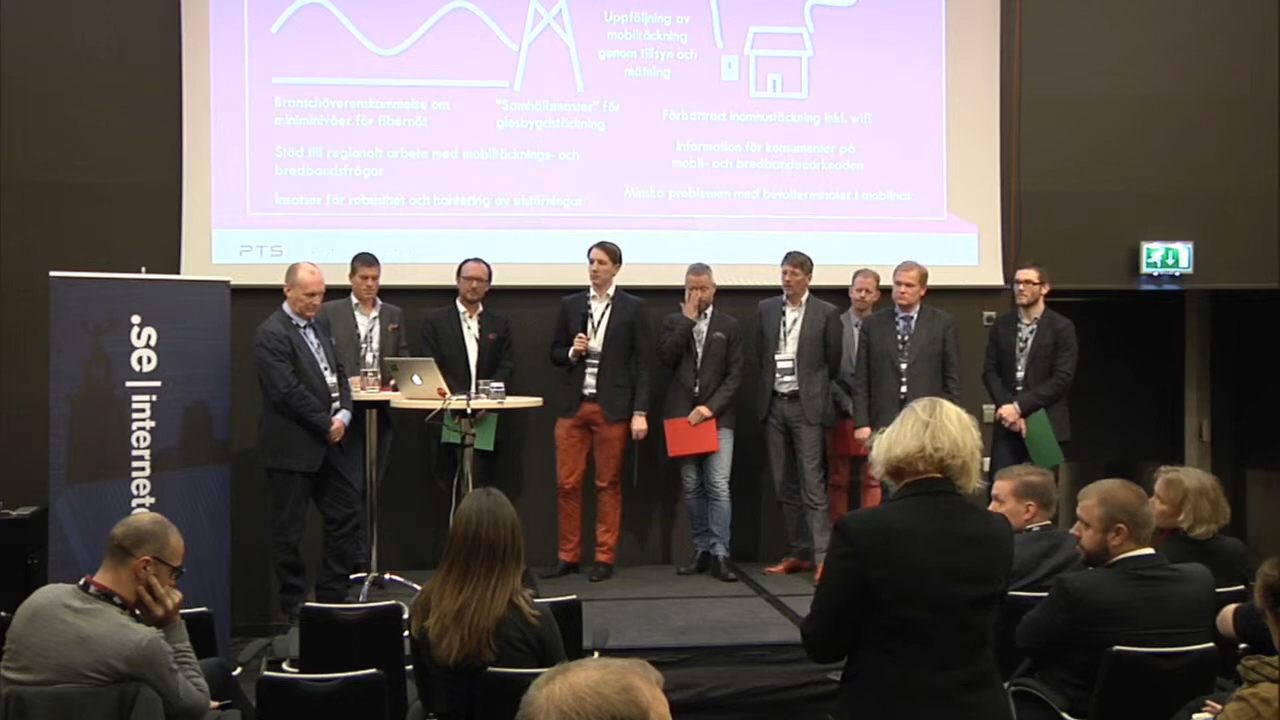 Uppföljning av
mobiltäckning
genom tillsyn och
mätning
Branschöverenskommelse om
miniminivåer för fibernät
"Samhällsmaster" för
glesbygdstäckning
Förbättrad inomhustäckning inkl. wifi
Stöd till regionalt arbete med mobiltäcknings- och
bredbandsfrågor
Information för konsumenter på
mobil- och bredbandsmarknaden
Insatser för robusthet och hantering av elstörningar
Minska problemen med betalterminaler i mobilnät
PTS
.se | internet